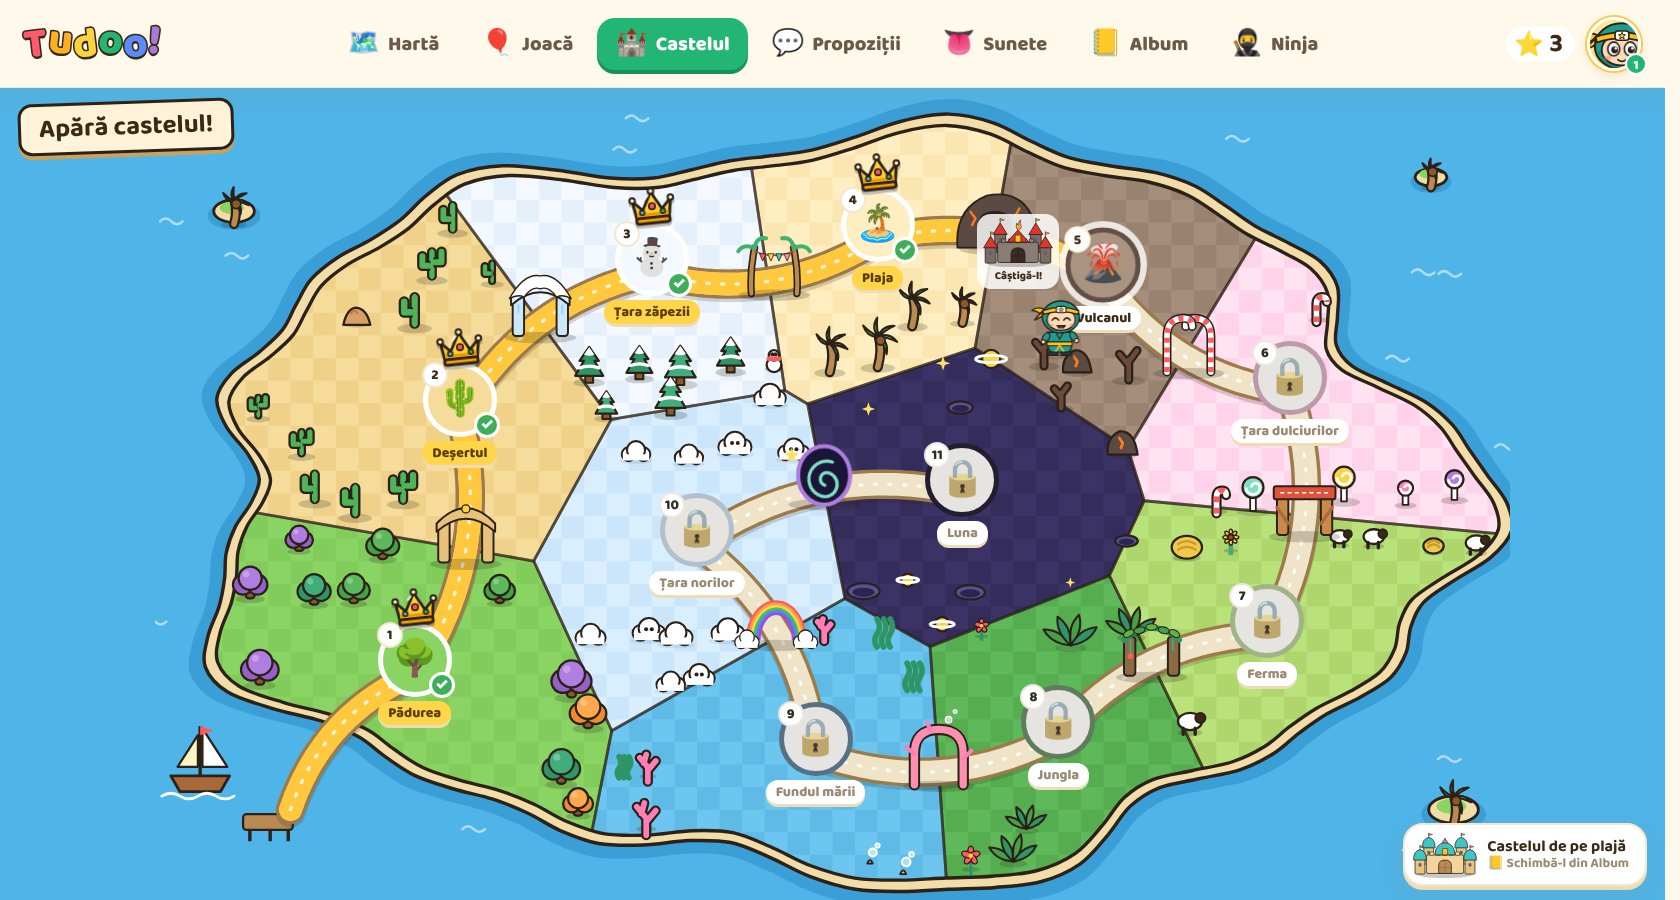 Tudoo!
Hartă
Joacă
Castelul
Propoziții
Sunete
Album
Ninja
3
1
Apără castelul!
4
Plaja
3
Țara zăpezii
5
Câștigă-l!
Vulcanul
2
Deșertul
6
Țara dulciurilor
11
Luna
10
Țara norilor
1
Pădurea
7
Ferma
8
Jungla
9
Fundul mării
Castelul de pe plajă
Schimbă-l din Album